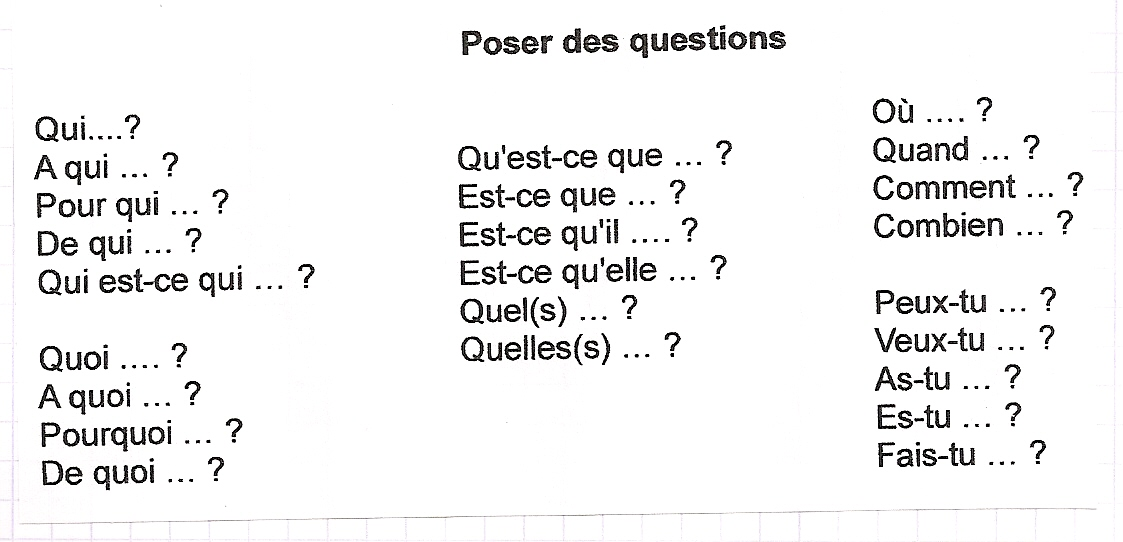 Poser des questions
Qui....?
A qui ... ?
Pour qui ... ?
De qui ... ?
Qui est-ce qui ... ?
Quoi .... ?
A quoi ... ?
Pourquoi ... ?
De quoi ... ?
Qu'est-ce que ... ?
Est-ce que ... ?
Est-ce qu'il .... ?
Est-ce qu'elle ... ?
Quel(s) ... ?
Quelles(s) ... ?
Où .... ?
Quand ... ?
Comment ... ?
Combien ... ?
Peux-tu ... ?
Veux-tu ... ?
As-tu ... ?
Es-tu ... ?
Fais-tu ... ?